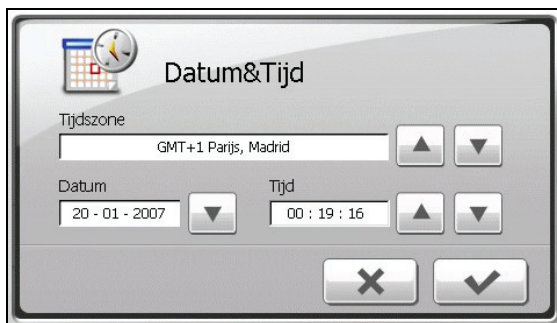 Datum&Tijd
Tijdszone
GMT+1 Parijs, Madrid
Datum Tijd
20 - 01 - 2007 00 : 19 : 16